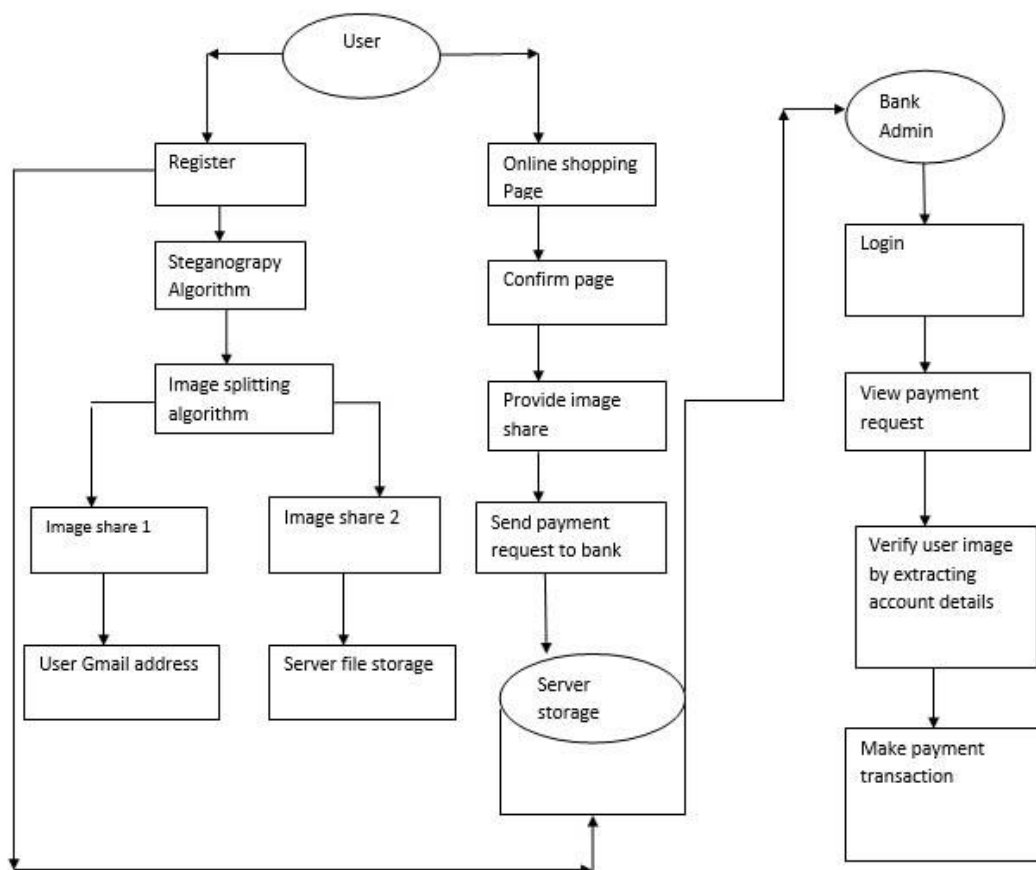 User
Bank
Admin
Register
Online shopping
Page
Login
Steganograpy
Algorithm
Confirm page
Image splitting
algorithm
Provide image
share
View payment
request
Image share 1
Image share 2
Send payment
request to bank
Verify user image
by extracting
account details
User Gmail address
Server file storage
Server
storage
Make payment
transaction